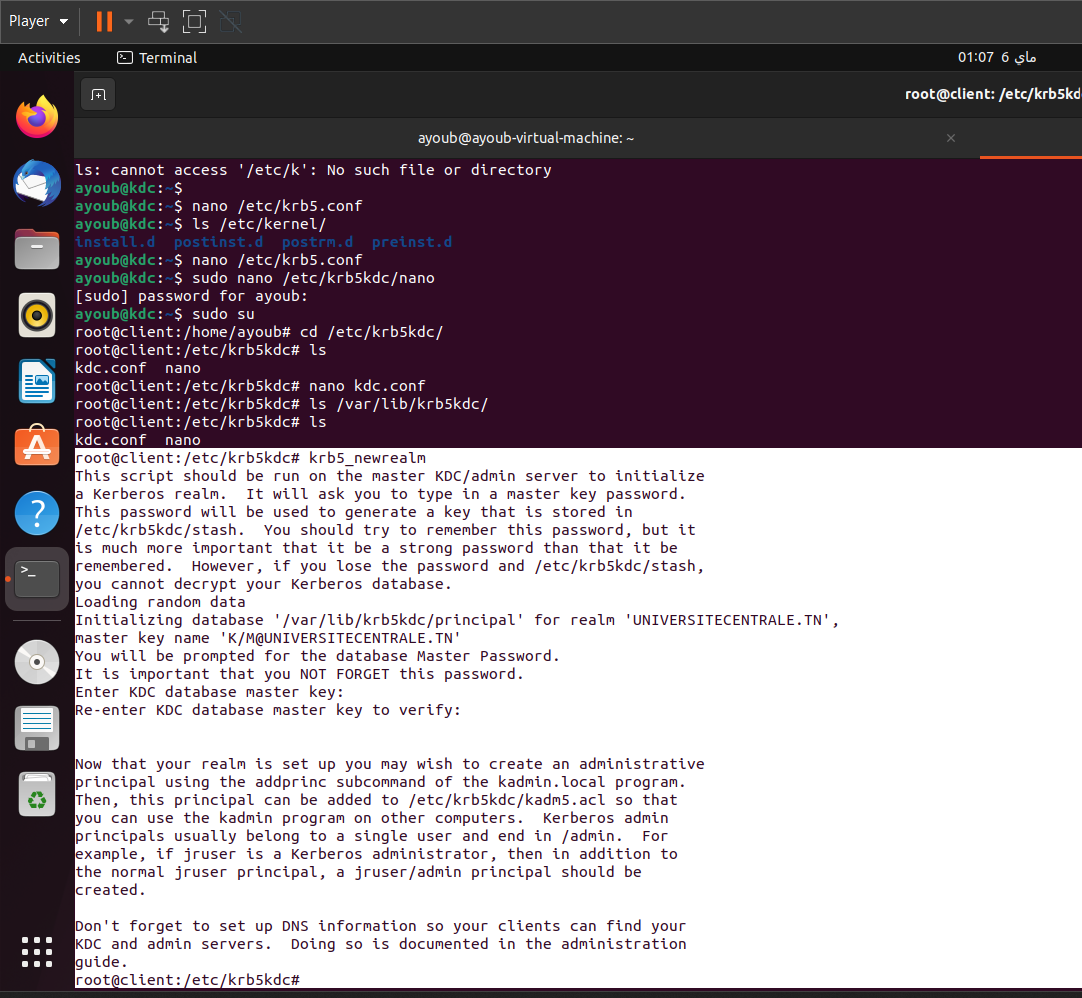 Player
Activities
Terminal
01:07 6 ماي
root@client: /etc/krb5kd
ayoub@ayoub-virtual-machine: ~
ls: cannot access '/etc/k': No such file or directory
ayoub@kdc:~$
ayoub@kdc:~$ nano /etc/krb5.conf
ayoub@kdc:~$ ls /etc/kernel/
install.d  postinst.d  postrm.d  preinst.d
ayoub@kdc:~$ nano /etc/krb5.conf
ayoub@kdc:~$ sudo nano /etc/krb5kdc/nano
[sudo] password for ayoub:
ayoub@kdc:~$ sudo su
root@client:/home/ayoub# cd /etc/krb5kdc/
root@client:/etc/krb5kdc# ls
kdc.conf  nano
root@client:/etc/krb5kdc# nano kdc.conf
root@client:/etc/krb5kdc# ls /var/lib/krb5kdc/
root@client:/etc/krb5kdc# ls
kdc.conf  nano
root@client:/etc/krb5kdc# krb5_newrealm
This script should be run on the master KDC/admin server to initialize
a Kerberos realm.  It will ask you to type in a master key password.
This password will be used to generate a key that is stored in
/etc/krb5kdc/stash.  You should try to remember this password, but it
is much more important that it be a strong password than that it be
remembered.  However, if you lose the password and /etc/krb5kdc/stash,
you cannot decrypt your Kerberos database.
Loading random data
Initializing database '/var/lib/krb5kdc/principal' for realm 'UNIVERSITECENTRALE.TN',
master key name 'K/M@UNIVERSITECENTRALE.TN'
You will be prompted for the database Master Password.
It is important that you NOT FORGET this password.
Enter KDC database master key:
Re-enter KDC database master key to verify:
Now that your realm is set up you may wish to create an administrative
principal using the addprinc subcommand of the kadmin.local program.
Then, this principal can be added to /etc/krb5kdc/kadm5.acl so that
you can use the kadmin program on other computers.  Kerberos admin
principals usually belong to a single user and end in /admin.  For
example, if jruser is a Kerberos administrator, then in addition to
the normal jruser principal, a jruser/admin principal should be
created.
Don't forget to set up DNS information so your clients can find your
KDC and admin servers.  Doing so is documented in the administration
guide.
root@client:/etc/krb5kdc#